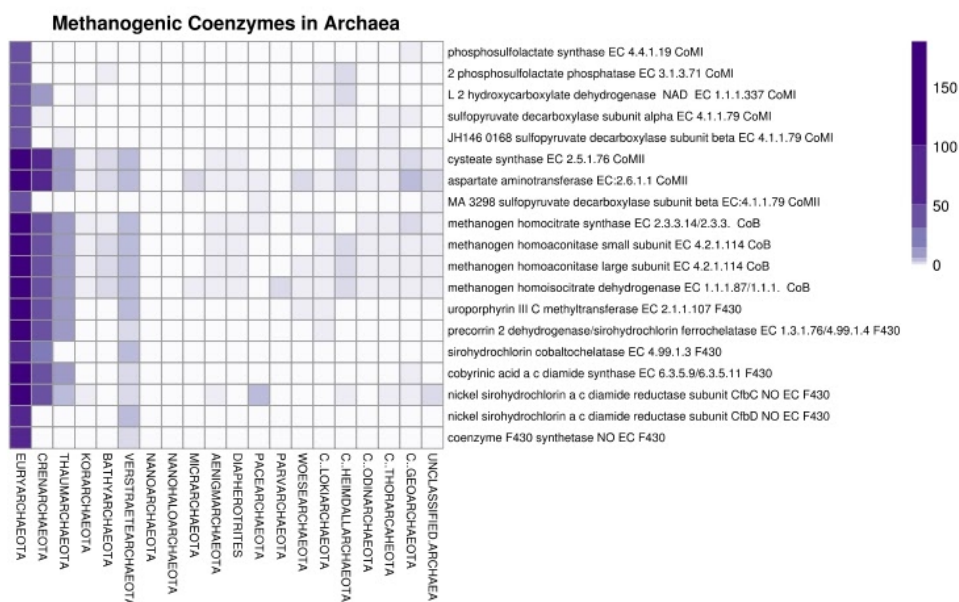 Methanogenic Coenzymes in Archaea
phosphosulfolactate synthase EC 4.4.1.19 CoMI
2 phosphosulfolactate phosphatase EC 3.1.3.71 CoMI
L 2 hydroxycarboxylate dehydrogenase NAD EC 1.1.1.337 CoMI
sulfopyruvate decarboxylase subunit alpha EC 4.1.1.79 CoMI
JH146 0168 sulfopyruvate decarboxylase subunit beta EC 4.1.1.79 CoMI
cysteate synthase EC 2.5.1.76 CoMII
aspartate aminotransferase EC:2.6.1.1 CoMII
MA 3298 sulfopyruvate decarboxylase subunit beta EC:4.1.1.79 CoMII
methanogen homocitrate synthase EC 2.3.3.14/2.3.3. CoB
methanogen homoaconitase small subunit EC 4.2.1.114 CoB
methanogen homoaconitase large subunit EC 4.2.1.114 CoB
methanogen homoisocitrate dehydrogenase EC 1.1.1.87/1.1.1. CoB
uroporphyrin III C methyltransferase EC 2.1.1.107 F430
precorrin 2 dehydrogenase/sirohydrochlorin ferrochelatase EC 1.3.1.76/4.99.1.4 F430
sirohydrochlorin cobaltochelatase EC 4.99.1.3 F430
cobyrinic acid a c diamide synthase EC 6.3.5.9/6.3.5.11 F430
nickel sirohydrochlorin a c diamide reductase subunit CfbC NO EC F430
nickel sirohydrochlorin a c diamide reductase subunit CfbD NO EC F430
coenzyme F430 synthetase NO EC F430
150
100
50
0
EURYARCHAEOTA
CRENARCHAEOTA
THAUMARCHAEOTA
KORARCHAEOTA
BATHYARCHAEOTA
VERSTRAETEARCHAEOTA
NANOARCHAEOTA
NANOHALOARCHAEOTA
MICRARCHAEOTA
AENIGMARCHAEOTA
DIAPHEROTRITES
PACEARCHAEOTA
PARVARCHAEOTA
WOESEARCHAEOTA
C..LOKIARCHAEOTA
C..HEIMDALLARCHAEOTA
C..ODINARCHAEOTA
C..THORARCAHEOTA
C..GEOARCHAEOTA
UNCLASSIFIED.ARCHAEA